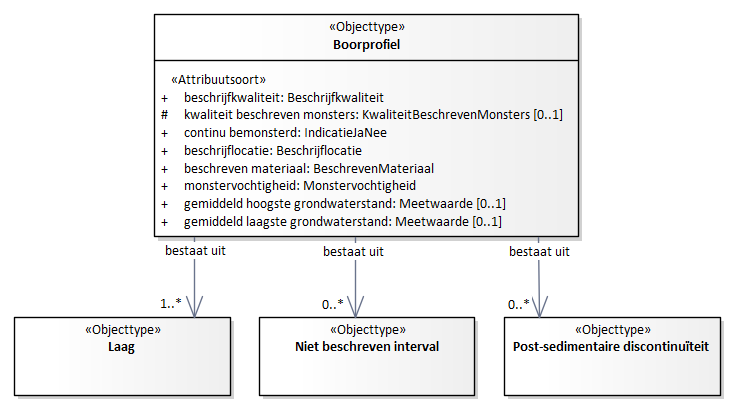 «Objecttype»
Boorprofiel
«Attribuutsoort»
+ beschrijfkwaliteit: Beschrijfkwaliteit
# kwaliteit beschreven monsters: KwaliteitBeschrevenMonsters [0..1]
+ continu bemonsterd: IndicatieJaNee
+ beschrijflocatie: Beschrijflocatie
+ beschreven materiaal: BeschrevenMateriaal
+ monstervochtigheid: Monstervochtigheid
+ gemiddeld hoogste grondwaterstand: Meetwaarde [0..1]
+ gemiddeld laagste grondwaterstand: Meetwaarde [0..1]
bestaat uit bestaat uit bestaat uit
1..* 0..* 0..*
«Objecttype» «Objecttype» «Objecttype»
Laag Niet beschreven interval Post-sedimentaire discontinuïteit